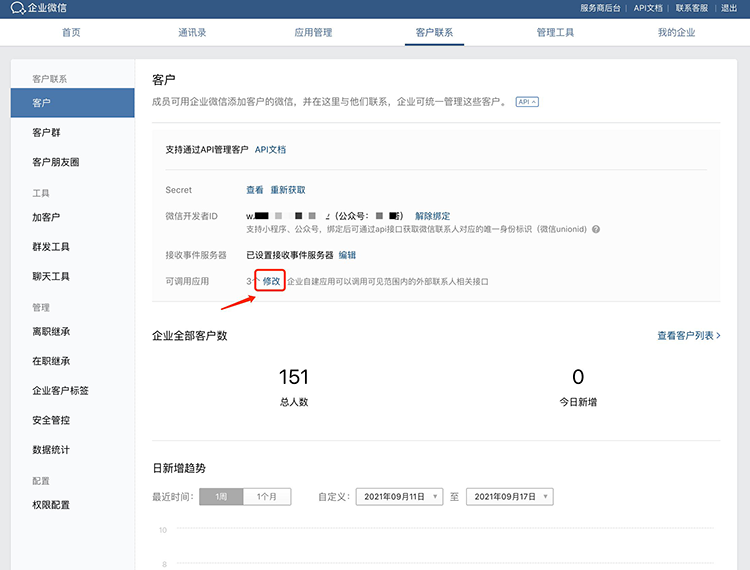 企业微信
服务商后台 API文档 联系客服 退出
首页 通讯录 应用管理 客户联系 管理工具 我的企业
客户联系
客户
客户群
客户朋友圈
工具
加客户
群发工具
聊天工具
管理
离职继承
在职继承
企业客户标签
安全管控
数据统计
配置
权限配置
客户
成员可用企业微信添加客户的微信，并在这里与他们联系，企业可统一管理这些客户。 API
支持通过API管理客户 API文档
Secret 查看 重新获取
微信开发者ID w （公众号： ） 解除绑定
支持小程序、公众号，绑定后可通过api接口获取微信联系人对应的唯一身份标识（微信unionid） ?
接收事件服务器 已设置接收事件服务器 编辑
可调用应用 3个 修改 企业自建应用可以调用可见范围内的外部联系人相关接口
企业全部客户数 查看客户列表
151 0
总人数 今日新增
日新增趋势
最近时间： 1周 1个月 自定义： 2021年09月11日 至 2021年09月17日
10
8